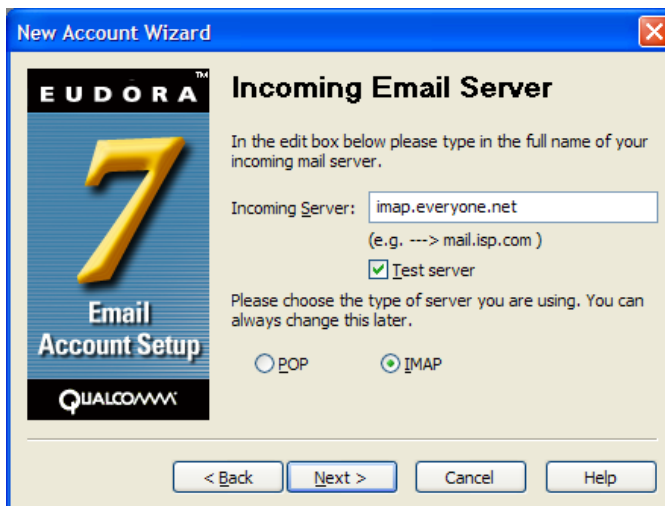 New Account Wizard
EUDORA™
7
Email
Account Setup
QUALCOMM
Incoming Email Server
In the edit box below please type in the full name of your
incoming mail server.
Incoming Server: imap.everyone.net
(e.g. ---> mail.isp.com )
Test server
Please choose the type of server you are using. You can
always change this later.
POP IMAP
< Back Next > Cancel Help